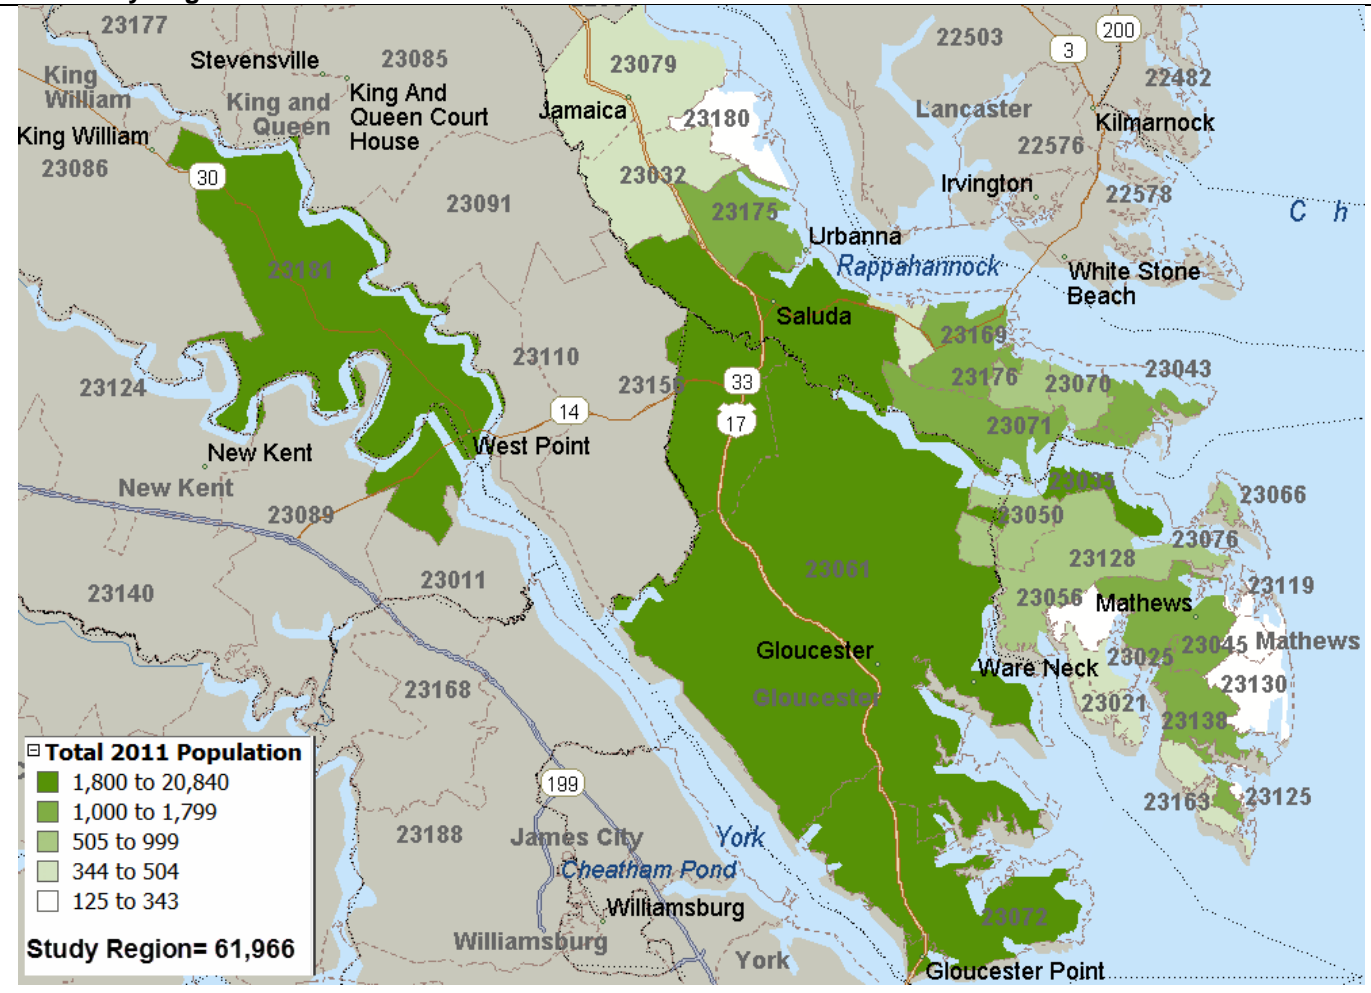 23177
Stevensville
23085
King
William
King and
Queen
King And
Queen Court
House
King William
23086
30
23091
23181
23079
Jamaica
23180
23032
23175
Urbanna
Rappahannock
22503
3
200
22482
Lancaster
Kilmarnock
22576
Irvington
22578
C h
White Stone
Beach
Saluda
23169
23110
23124
33
23176
23070
23043
14
17
23071
New Kent
West Point
New Kent
23089
23035
23066
23050
23076
23061
23128
23011
23140
23119
23056
Mathews
Gloucester
Ware Neck
23025
23045
Mathews
23168
Gloucester
23021
23130
23138
Total 2011 Population
1,800 to 20,840
1,000 to 1,799
505 to 999
344 to 504
125 to 343
Study Region= 61,966
199
23163
23125
23188
James City
York
Cheatham Pond
Williamsburg
23072
Williamsburg
York
Gloucester Point